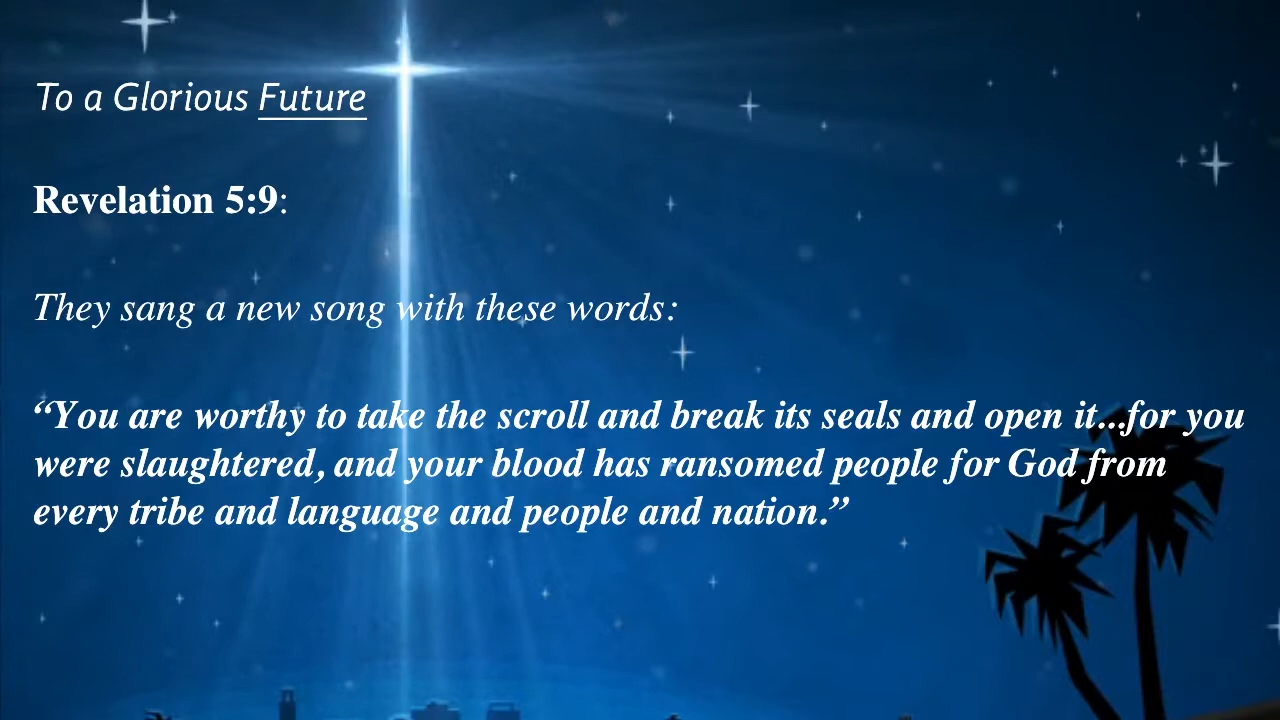 To a Glorious Future
Revelation 5:9:
They sang a new song with these words:
“You are worthy to take the scroll and break its seals and open it...for you
were slaughtered, and your blood has ransomed people for God from
every tribe and language and people and nation.”